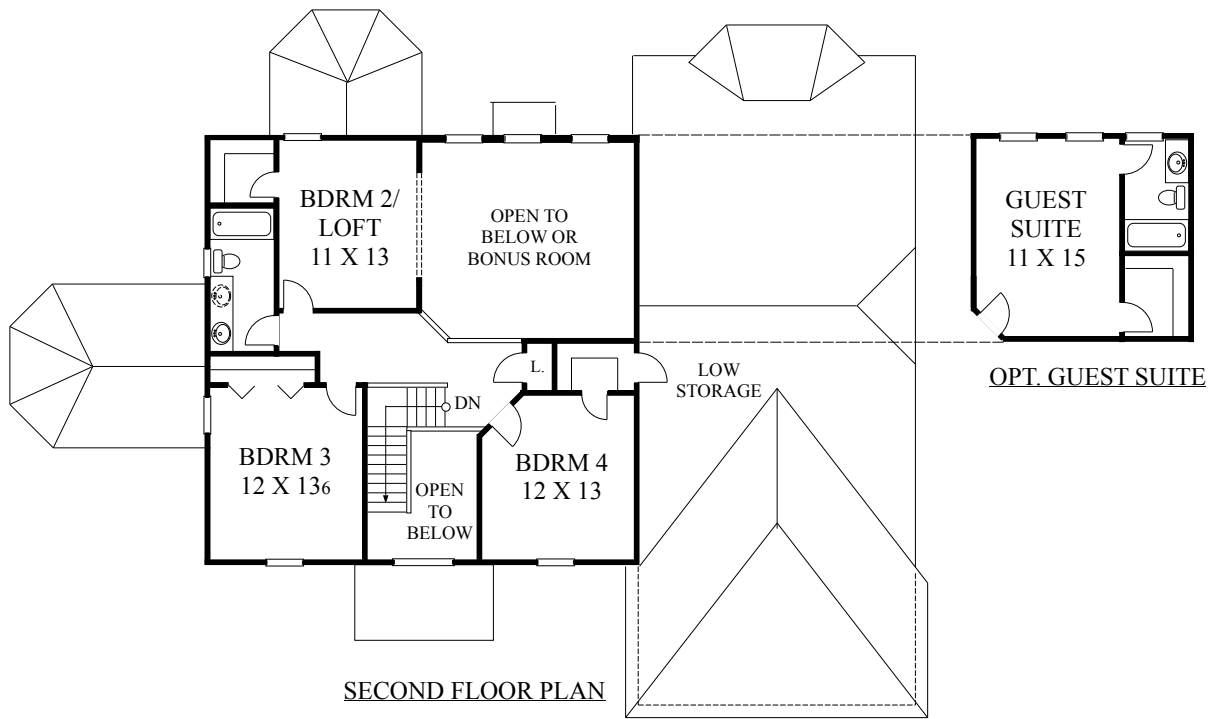 BDRM 2/
LOFT
11 X 13
OPEN TO
BELOW OR
BONUS ROOM
GUEST
SUITE
11 X 15
L.
LOW
STORAGE
OPT. GUEST SUITE
DN
BDRM 3
12 X 136
OPEN
TO
BELOW
BDRM 4
12 X 13
SECOND FLOOR PLAN